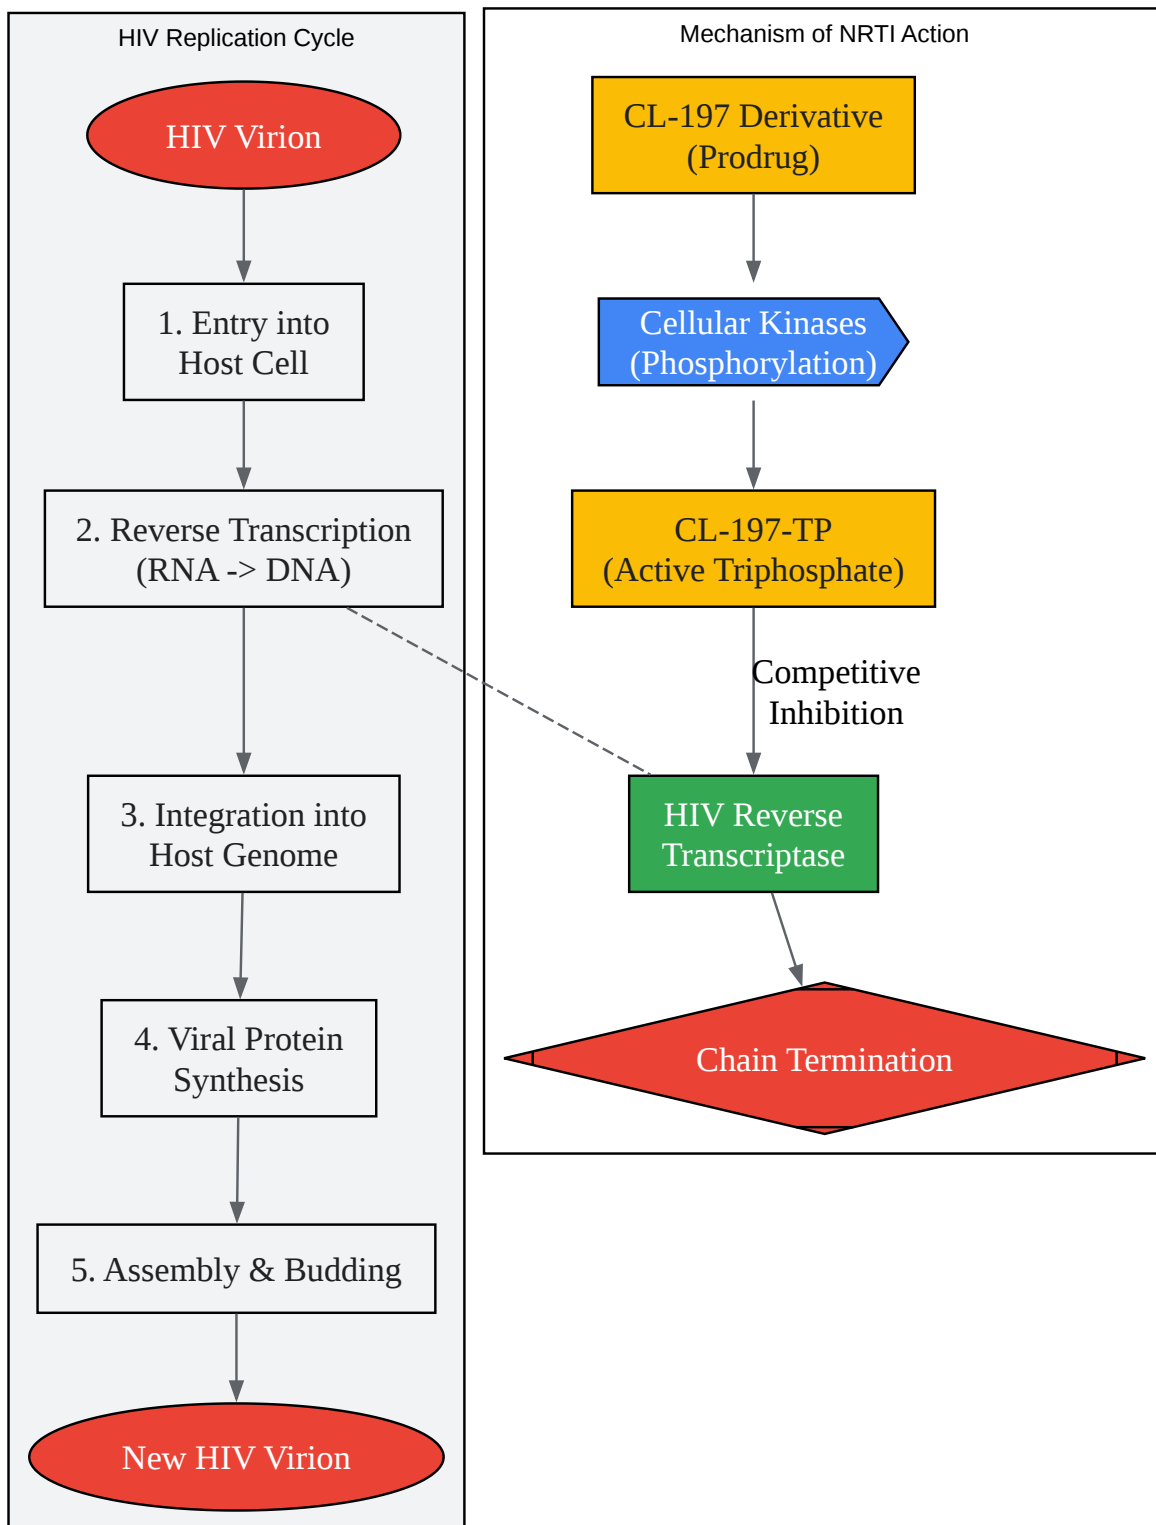 HIV Replication Cycle
HIV Virion
1. Entry into
Host Cell
2. Reverse Transcription
(RNA -> DNA)
3. Integration into
Host Genome
4. Viral Protein
Synthesis
5. Assembly & Budding
New HIV Virion
Mechanism of NRTI Action
CL-197 Derivative
(Prodrug)
Cellular Kinases
(Phosphorylation)
CL-197-TP
(Active Triphosphate)
Competitive
Inhibition
HIV Reverse
Transcriptase
Chain Termination